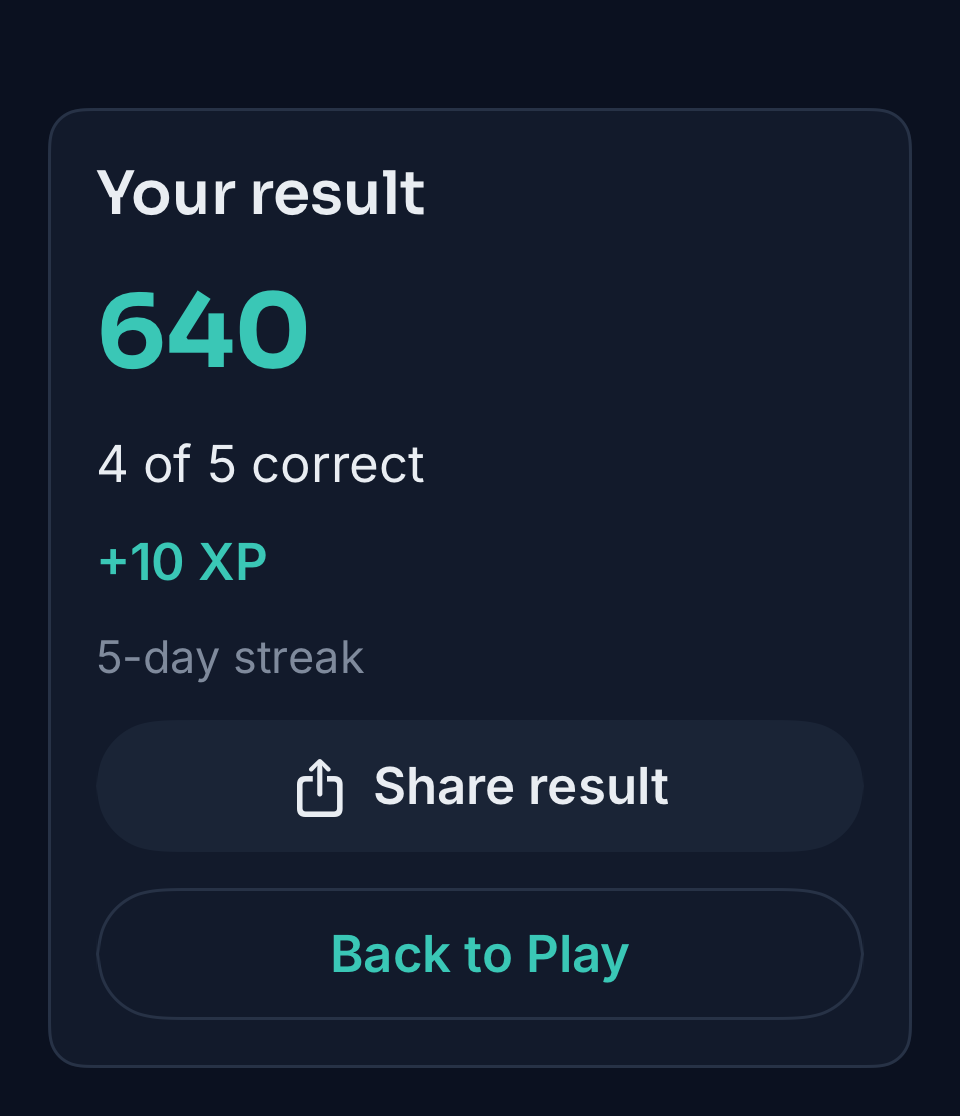 Your result
640
4 of 5 correct
+10 XP
5-day streak
Share result
Back to Play